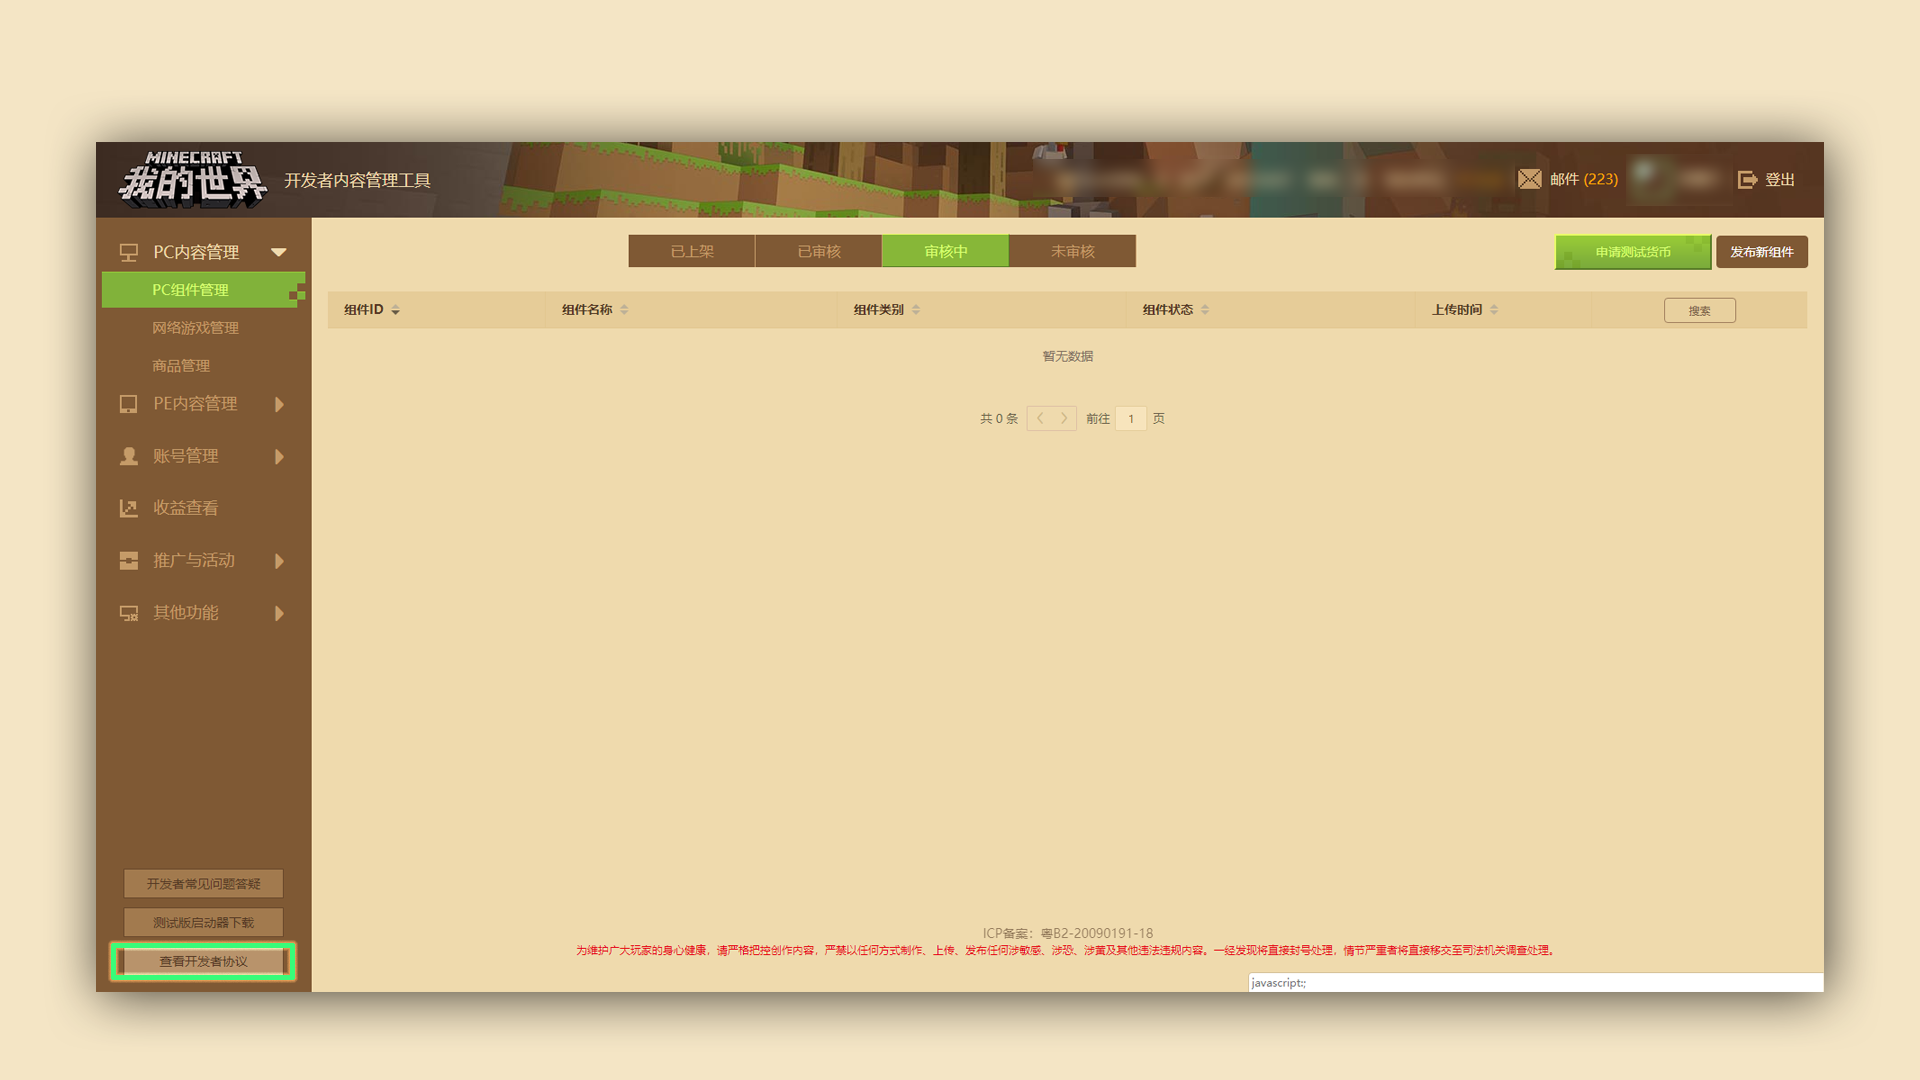 MINECRAFT
我的世界
开发者内容管理工具
邮件 (223)
登出
PC内容管理
PC组件管理
网络游戏管理
商品管理
PE内容管理
账号管理
收益查看
推广与活动
其他功能
开发者常见问题答疑
测试版启动器下载
查看开发者协议
已上架
已审核
审核中
未审核
申请测试货币
发布新组件
组件ID
组件名称
组件类别
组件状态
上传时间
搜索
暂无数据
共 0 条
前往 1 页
ICP备案：粤B2-20090191-18
为维护广大玩家的身心健康，请严格把控创作内容，严禁以任何方式制作、上传、发布任何涉敏感、涉恐、涉黄及其他违法违规内容。一经发现将直接封号处理，情节严重者将直接移交至司法机关调查处理。
javascript:;